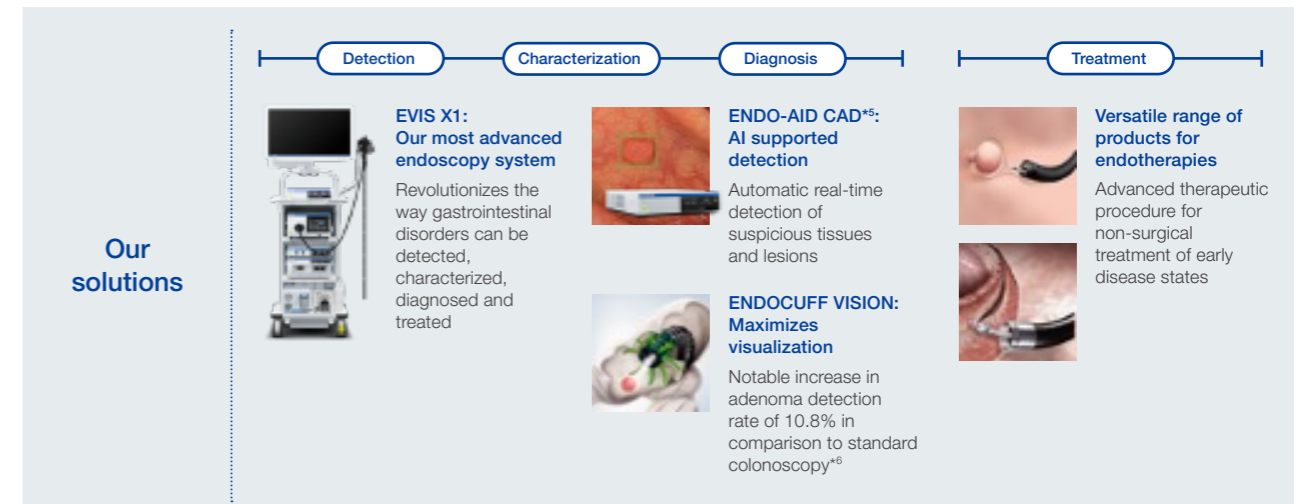 Our
solutions
Detection
Characterization
Diagnosis
Treatment
EVIS X1:
Our most advanced
endoscopy system
Revolutionizes the
way gastrointestinal
disorders can be
detected,
characterized,
diagnosed and
treated
ENDO-AID CAD*5:
AI supported
detection
Automatic real-time
detection of
suspicious tissues
and lesions
ENDOCUFF VISION:
Maximizes
visualization
Notable increase in
adenoma detection
rate of 10.8% in
comparison to standard
colonoscopy*6
Versatile range of
products for
endotherapies
Advanced therapeutic
procedure for
non-surgical
treatment of early
disease states